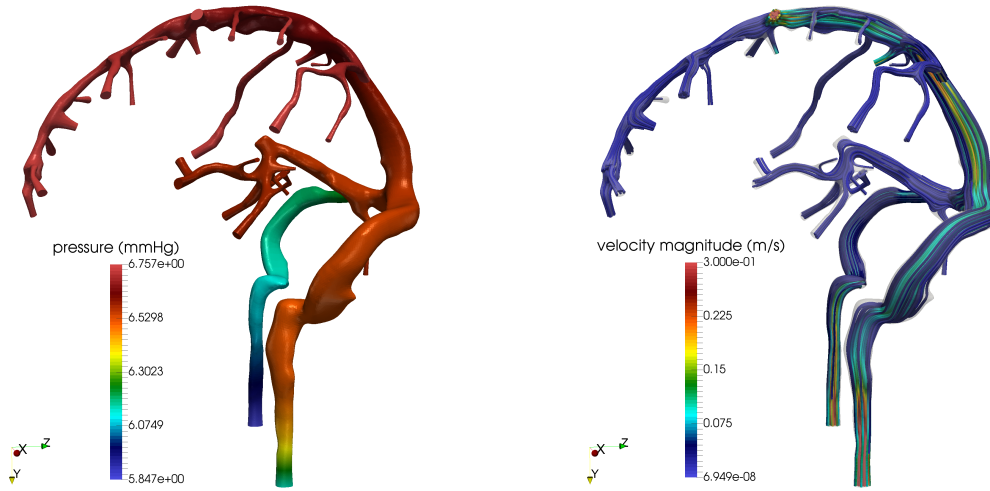 pressure (mmHg)
6.757e+00
6.5298
6.3023
6.0749
5.847e+00
X
Z
Y
velocity magnitude (m/s)
3.000e-01
0.225
0.15
0.075
6.949e-08
X
Z
Y